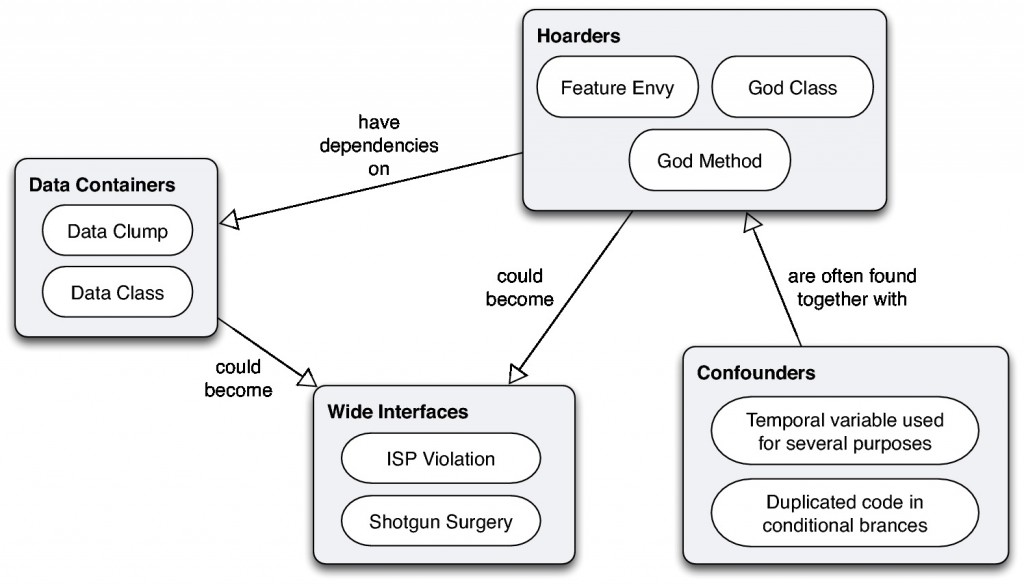 Hoarders
Feature Envy
God Class
God Method
have
dependencies
on
Data Containers
Data Clump
Data Class
could
become
are often found
together with
could
become
Wide Interfaces
ISP Violation
Shotgun Surgery
Confounders
Temporal variable used
for several purposes
Duplicated code in
conditional brances